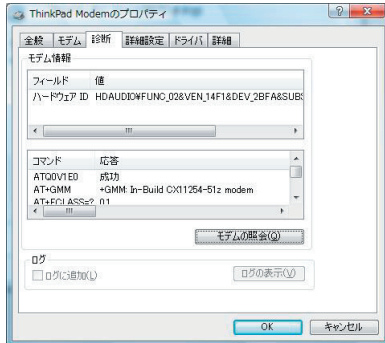 ThinkPad Modemのプロパティ
全般 モデム 診断 詳細設定 ドライバ 詳細
モデム情報
フィールド 値
ハードウェア ID HDAUDIO¥FUNC_02&VEN_14F1&DEV_2BFA&SUBS
コマンド 応答
ATQ0V1E0 成功
AT+GMM +GMM: In-Build CX11254-51z modem
AT+FCLASS=? 0,1
モデムの照会(Q)
ログ
ログに追加(L) ログの表示(V)
OK キャンセル